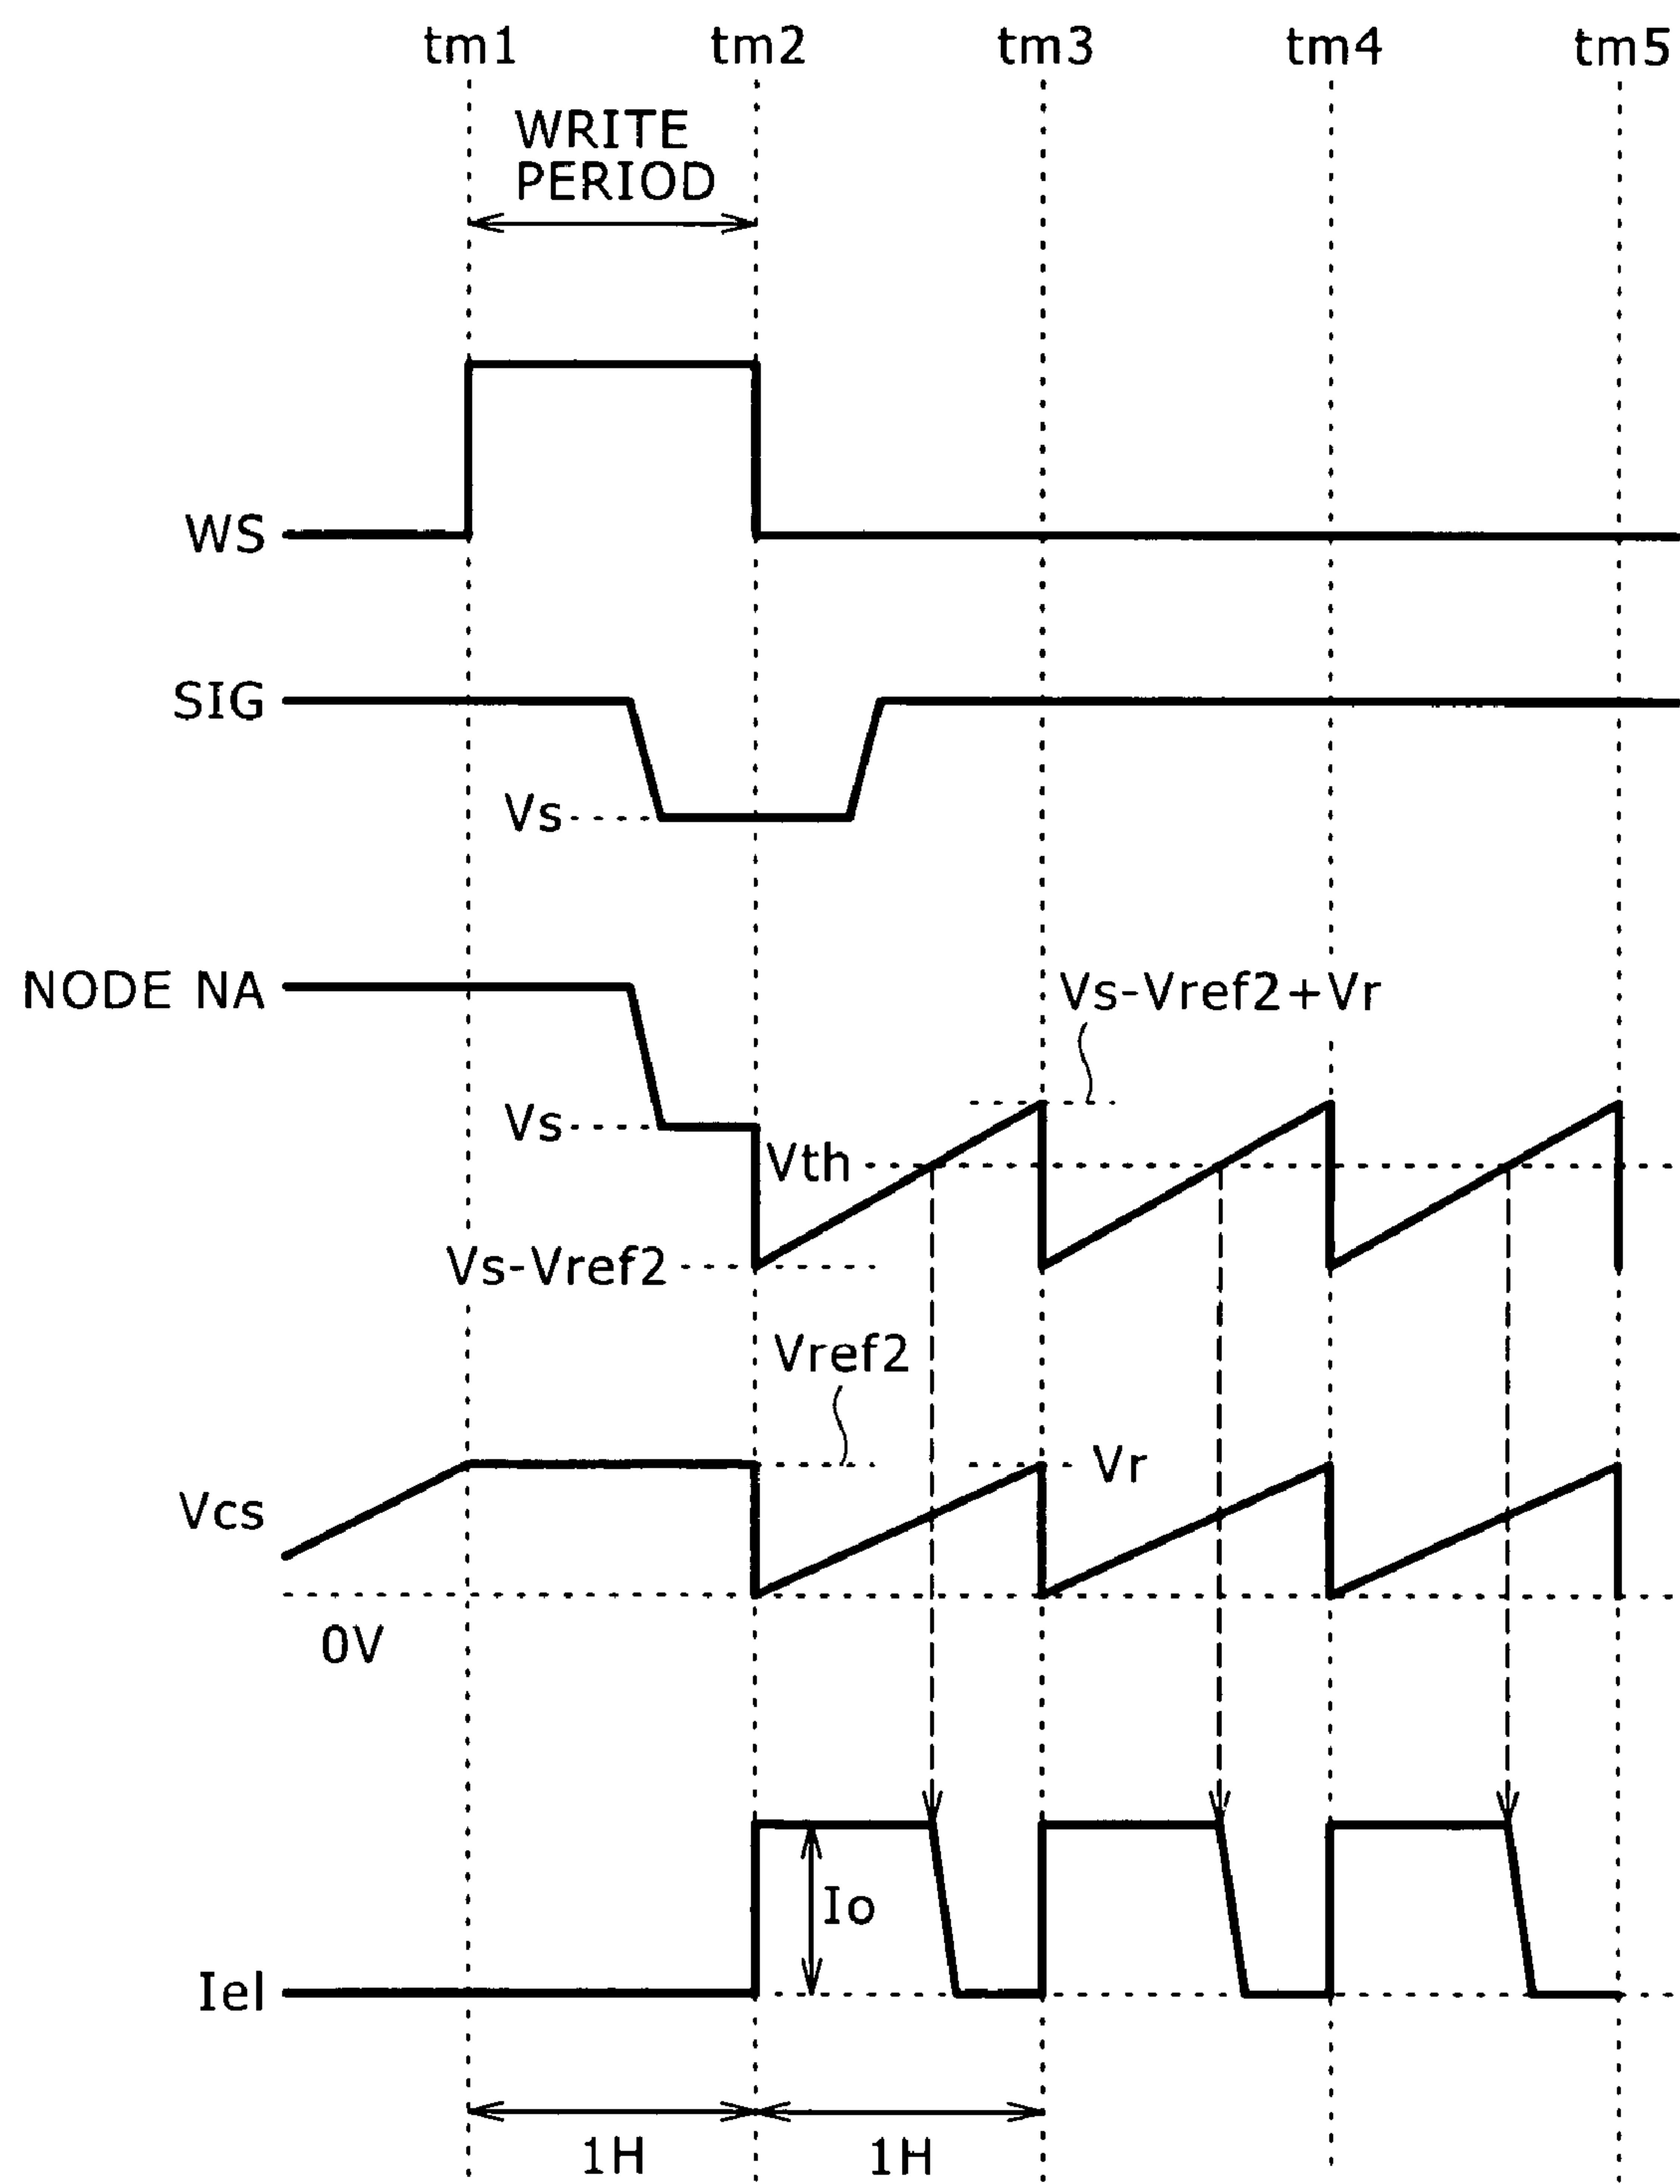 tm1 tm2 tm3 tm4 tm5
WRITE
PERIOD
WS
SIG
Vs
NODE NA
Vs-Vref2+Vr
Vs
Vth
Vs-Vref2
Vref2
Vr
Vcs
0V
Io
Iel
1H 1H